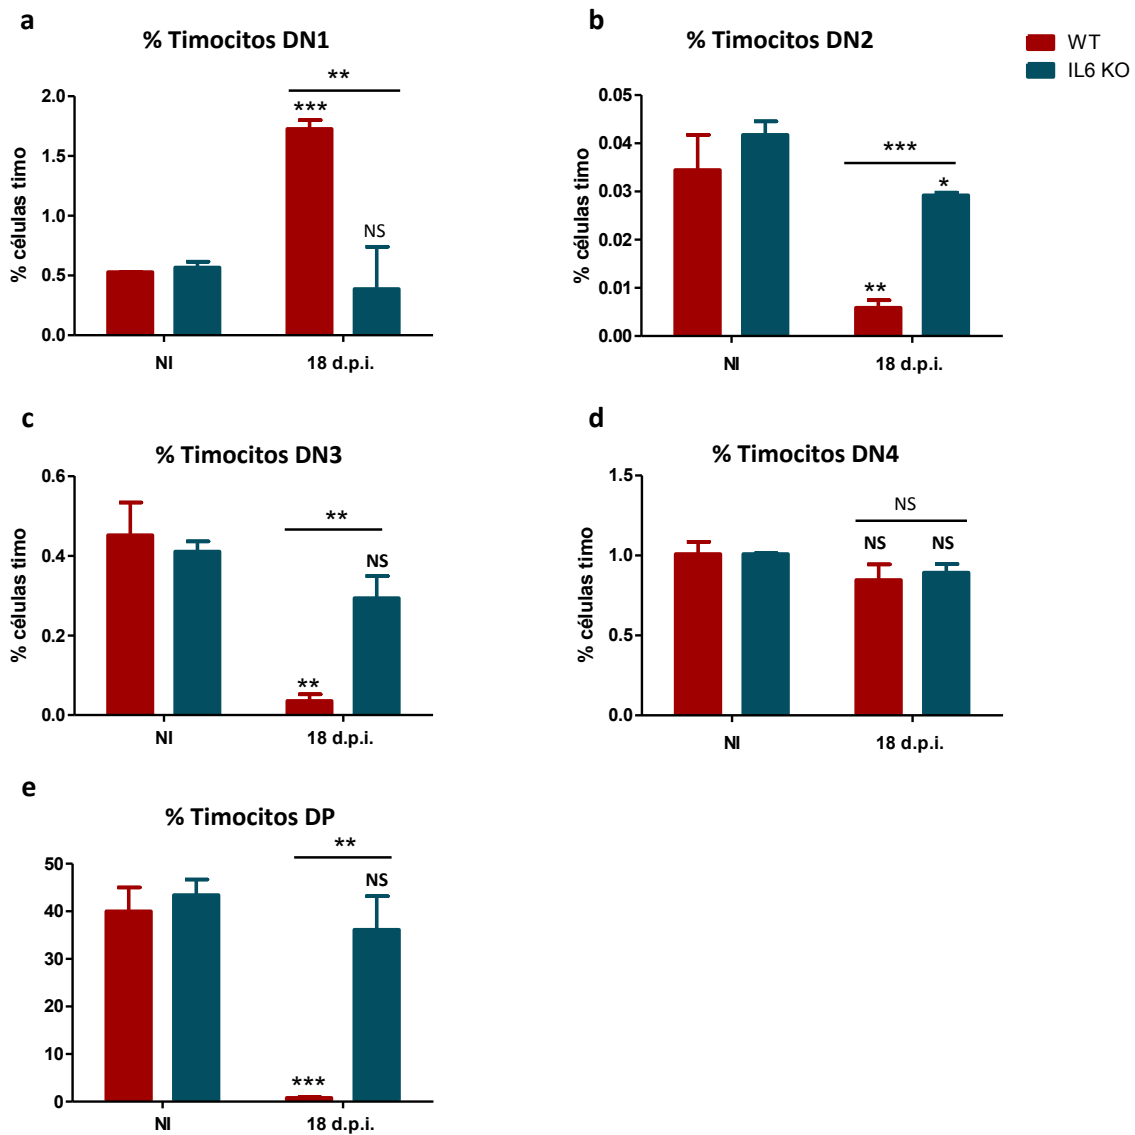 a
% Timocitos DN1
**
***
NS
2.0
1.5
1.0
0.5
0.0
% células timo
NI
18 d.p.i.
b
% Timocitos DN2
***
*
**
0.05
0.04
0.03
0.02
0.01
0.00
% células timo
NI
18 d.p.i.
WT
IL6 KO
c
% Timocitos DN3
**
NS
**
0.6
0.4
0.2
0.0
% células timo
NI
18 d.p.i.
d
% Timocitos DN4
NS
NS NS
1.5
1.0
0.5
0.0
% células timo
NI
18 d.p.i.
e
% Timocitos DP
**
NS
***
50
40
30
20
10
0
% células timo
NI
18 d.p.i.